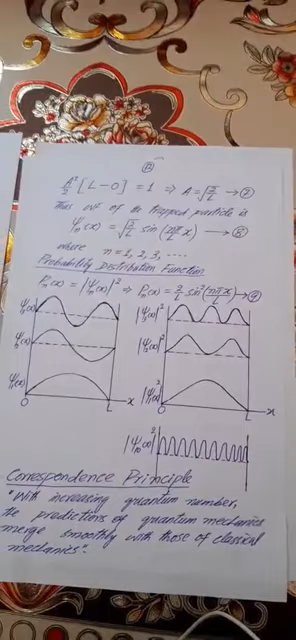 12
A²/2 [L-0] = 1 ⇒ A = √2/L → ⑦
Thus w.f of the trapped particle is
ψₙ(x) = √2/L sin (nπ/L x) → ⑧
where n = 1, 2, 3, ....
Probability Distribution Function
Pₙ(x) = |ψₙ(x)|² ⇒ Pₙ(x) = 2/L sin² (nπx/L) → ⑨
ψ₃(x) |ψ₃(x)|²
ψ₂(x) |ψ₂(x)|²
ψ₁(x) |ψ₁(x)|²
O L x O L x
|ψ(x)|²
Correspondence Principle
"With increasing quantum number,
the predictions of quantum mechanics
merge smoothly with those of classical
mechanics".